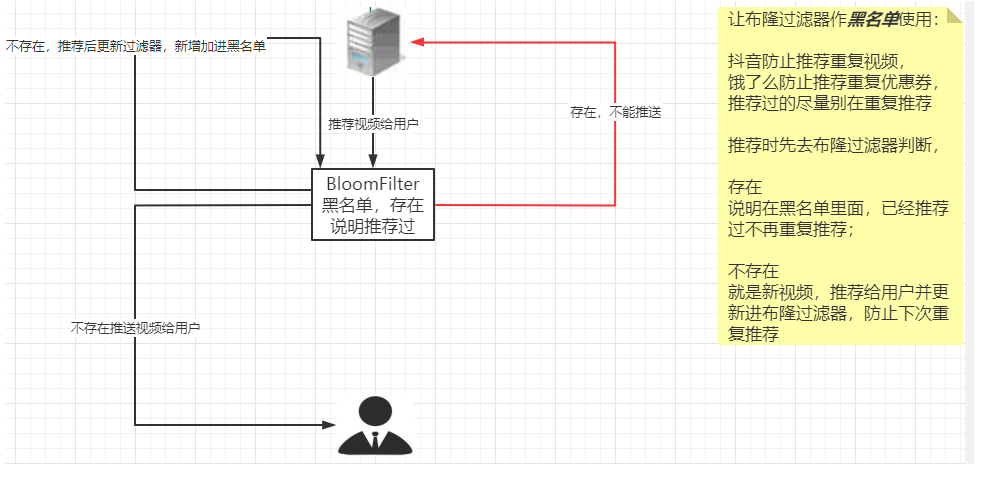 不存在，推荐后更新过滤器，新增加进黑名单
推荐视频给用户
存在，不能推送
BloomFilter
黑名单，存在
说明推荐过
不存在推送视频给用户
让布隆过滤器作黑名单使用：
抖音防止推荐重复视频，
饿了么防止推荐重复优惠券，
推荐过的尽量别在重复推荐
推荐时先去布隆过滤器判断，
存在
说明在黑名单里面，已经推荐
过不再重复推荐；
不存在
就是新视频，推荐给用户并更
新进布隆过滤器，防止下次重
复推荐